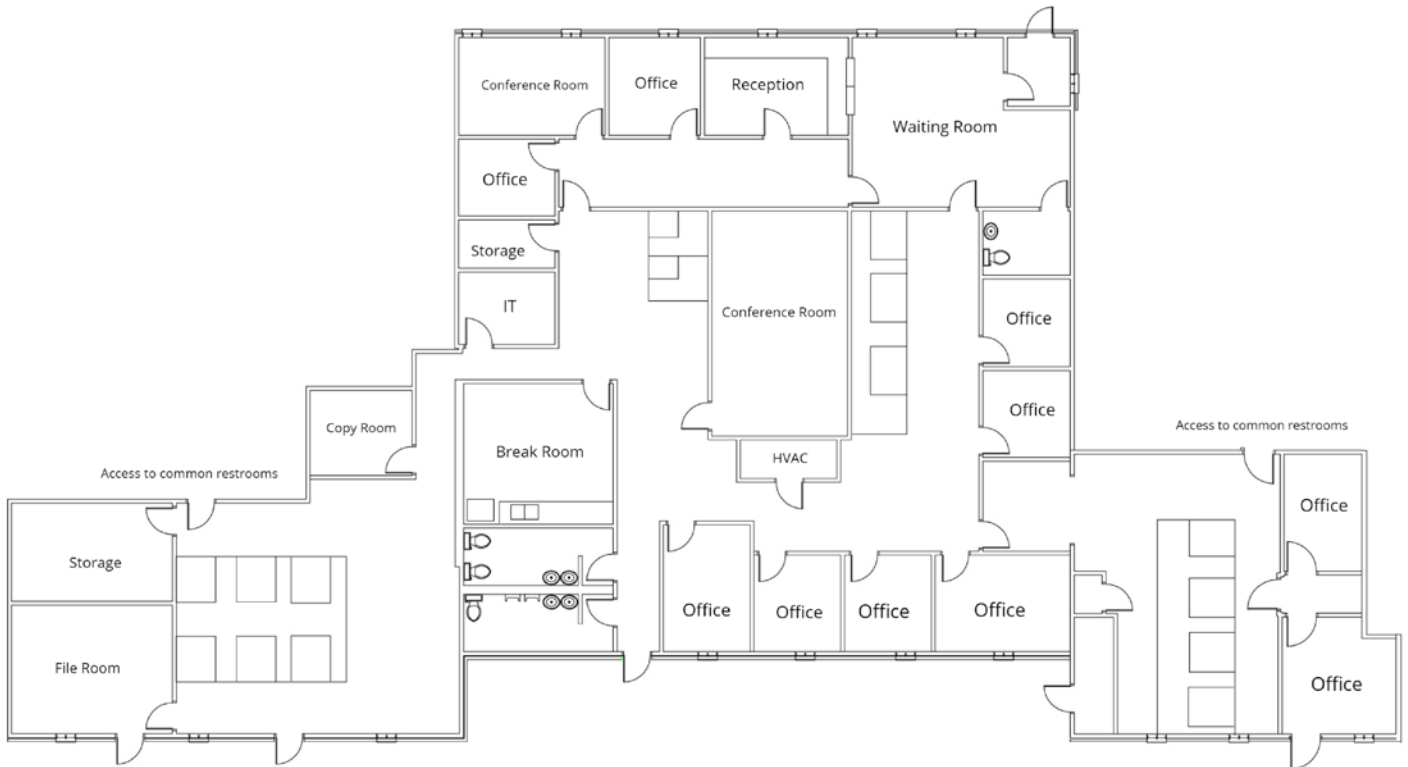 Conference Room
Office
Reception
Waiting Room
Office
Storage
IT
Conference Room
Office
Office
Copy Room
Break Room
HVAC
Access to common restrooms
Access to common restrooms
Storage
File Room
Office
Office
Office
Office
Office
Office